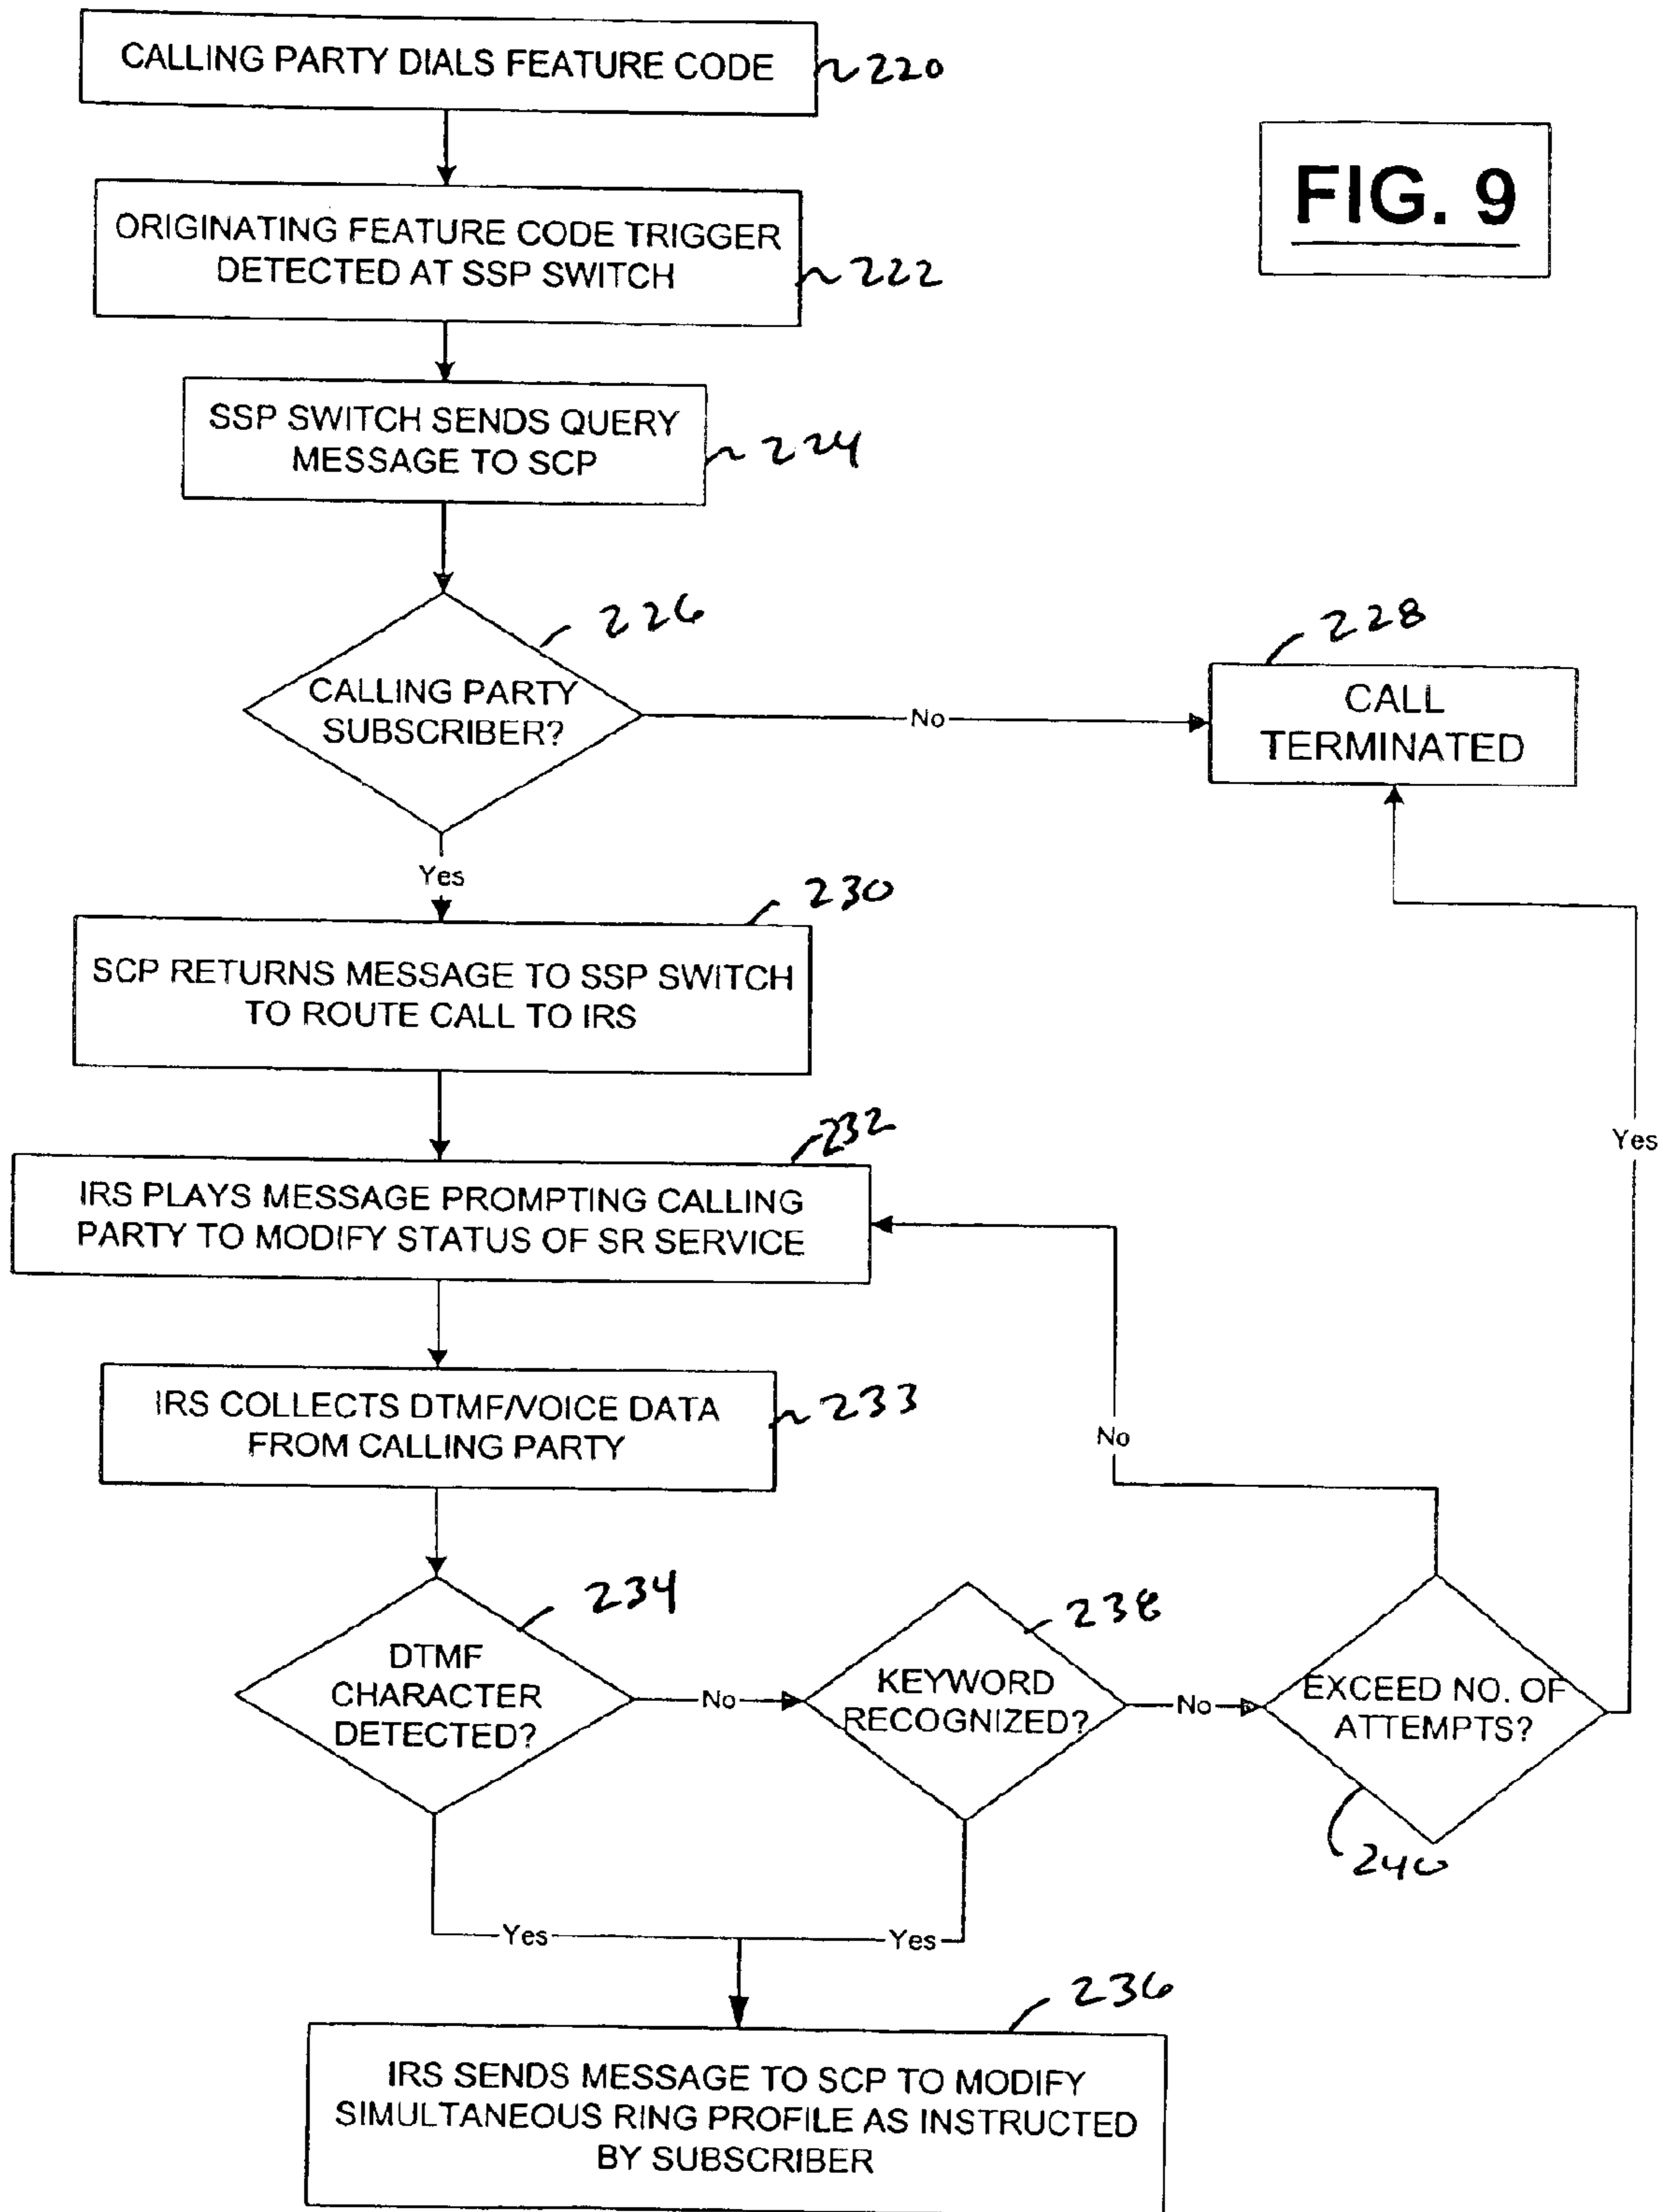 CALLING PARTY DIALS FEATURE CODE
220
FIG. 9
ORIGINATING FEATURE CODE TRIGGER
DETECTED AT SSP SWITCH
222
SSP SWITCH SENDS QUERY
MESSAGE TO SCP
224
226
CALLING PARTY
SUBSCRIBER?
No
228
CALL
TERMINATED
Yes
230
SCP RETURNS MESSAGE TO SSP SWITCH
TO ROUTE CALL TO IRS
Yes
232
IRS PLAYS MESSAGE PROMPTING CALLING
PARTY TO MODIFY STATUS OF SR SERVICE
IRS COLLECTS DTMF/VOICE DATA
FROM CALLING PARTY
233
No
234
DTMF
CHARACTER
DETECTED?
No
238
KEYWORD
RECOGNIZED?
No
EXCEED NO. OF
ATTEMPTS?
240
Yes
Yes
236
IRS SENDS MESSAGE TO SCP TO MODIFY
SIMULTANEOUS RING PROFILE AS INSTRUCTED
BY SUBSCRIBER